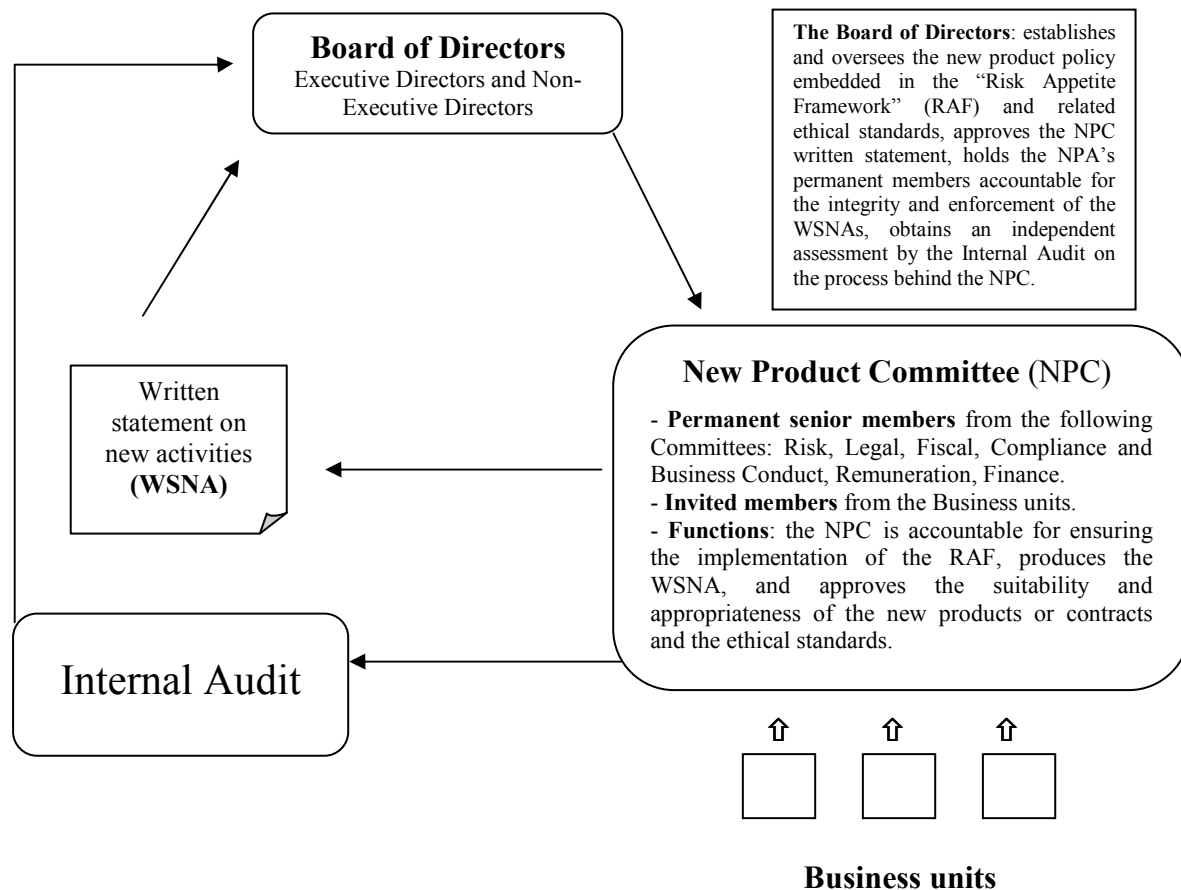 Board of Directors
Executive Directors and Non-
Executive Directors
The Board of Directors: establishes
and oversees the new product policy
embedded in the “Risk Appetite
Framework” (RAF) and related
ethical standards, approves the NPC
written statement, holds the NPA’s
permanent members accountable for
the integrity and enforcement of the
WSNAs, obtains an independent
assessment by the Internal Audit on
the process behind the NPC.
Written
statement on
new activities
(WSNA)
New Product Committee (NPC)
- Permanent senior members from the following
Committees: Risk, Legal, Fiscal, Compliance and
Business Conduct, Remuneration, Finance.
- Invited members from the Business units.
- Functions: the NPC is accountable for ensuring
the implementation of the RAF, produces the
WSNA, and approves the suitability and
appropriateness of the new products or contracts
and the ethical standards.
Internal Audit
Business units